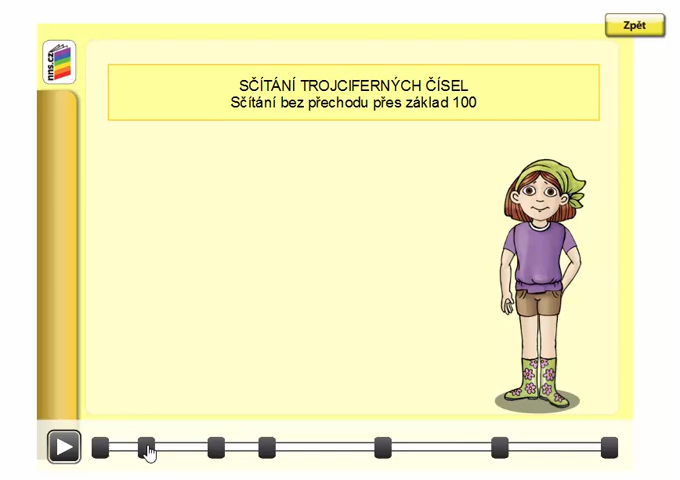 Zpět
nns.cz
SČÍTÁNÍ TROJCIFERNÝCH ČÍSEL
Sčítání bez přechodu přes základ 100